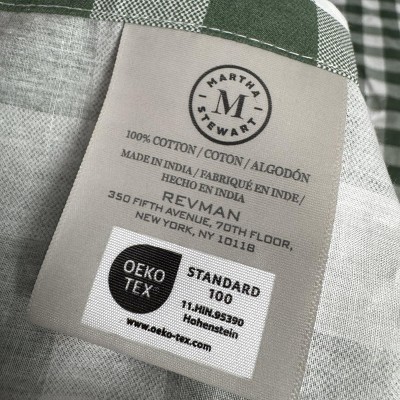 MARTHA
M
STEWART
100% COTTON / COTON / ALGODÓN
MADE IN INDIA / FABRIQUÉ EN INDE /
HECHO EN INDIA
REVMAN
350 FIFTH AVENUE, 70TH FLOOR,
NEW YORK, NY 10118
OEKO
TEX®
STANDARD
100
11.HIN.95390
Hohenstein
www.oeko-tex.com